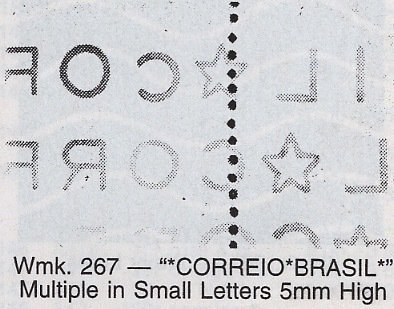 Wmk. 267 — “*CORREIO*BRASIL*”
Multiple in Small Letters 5mm High